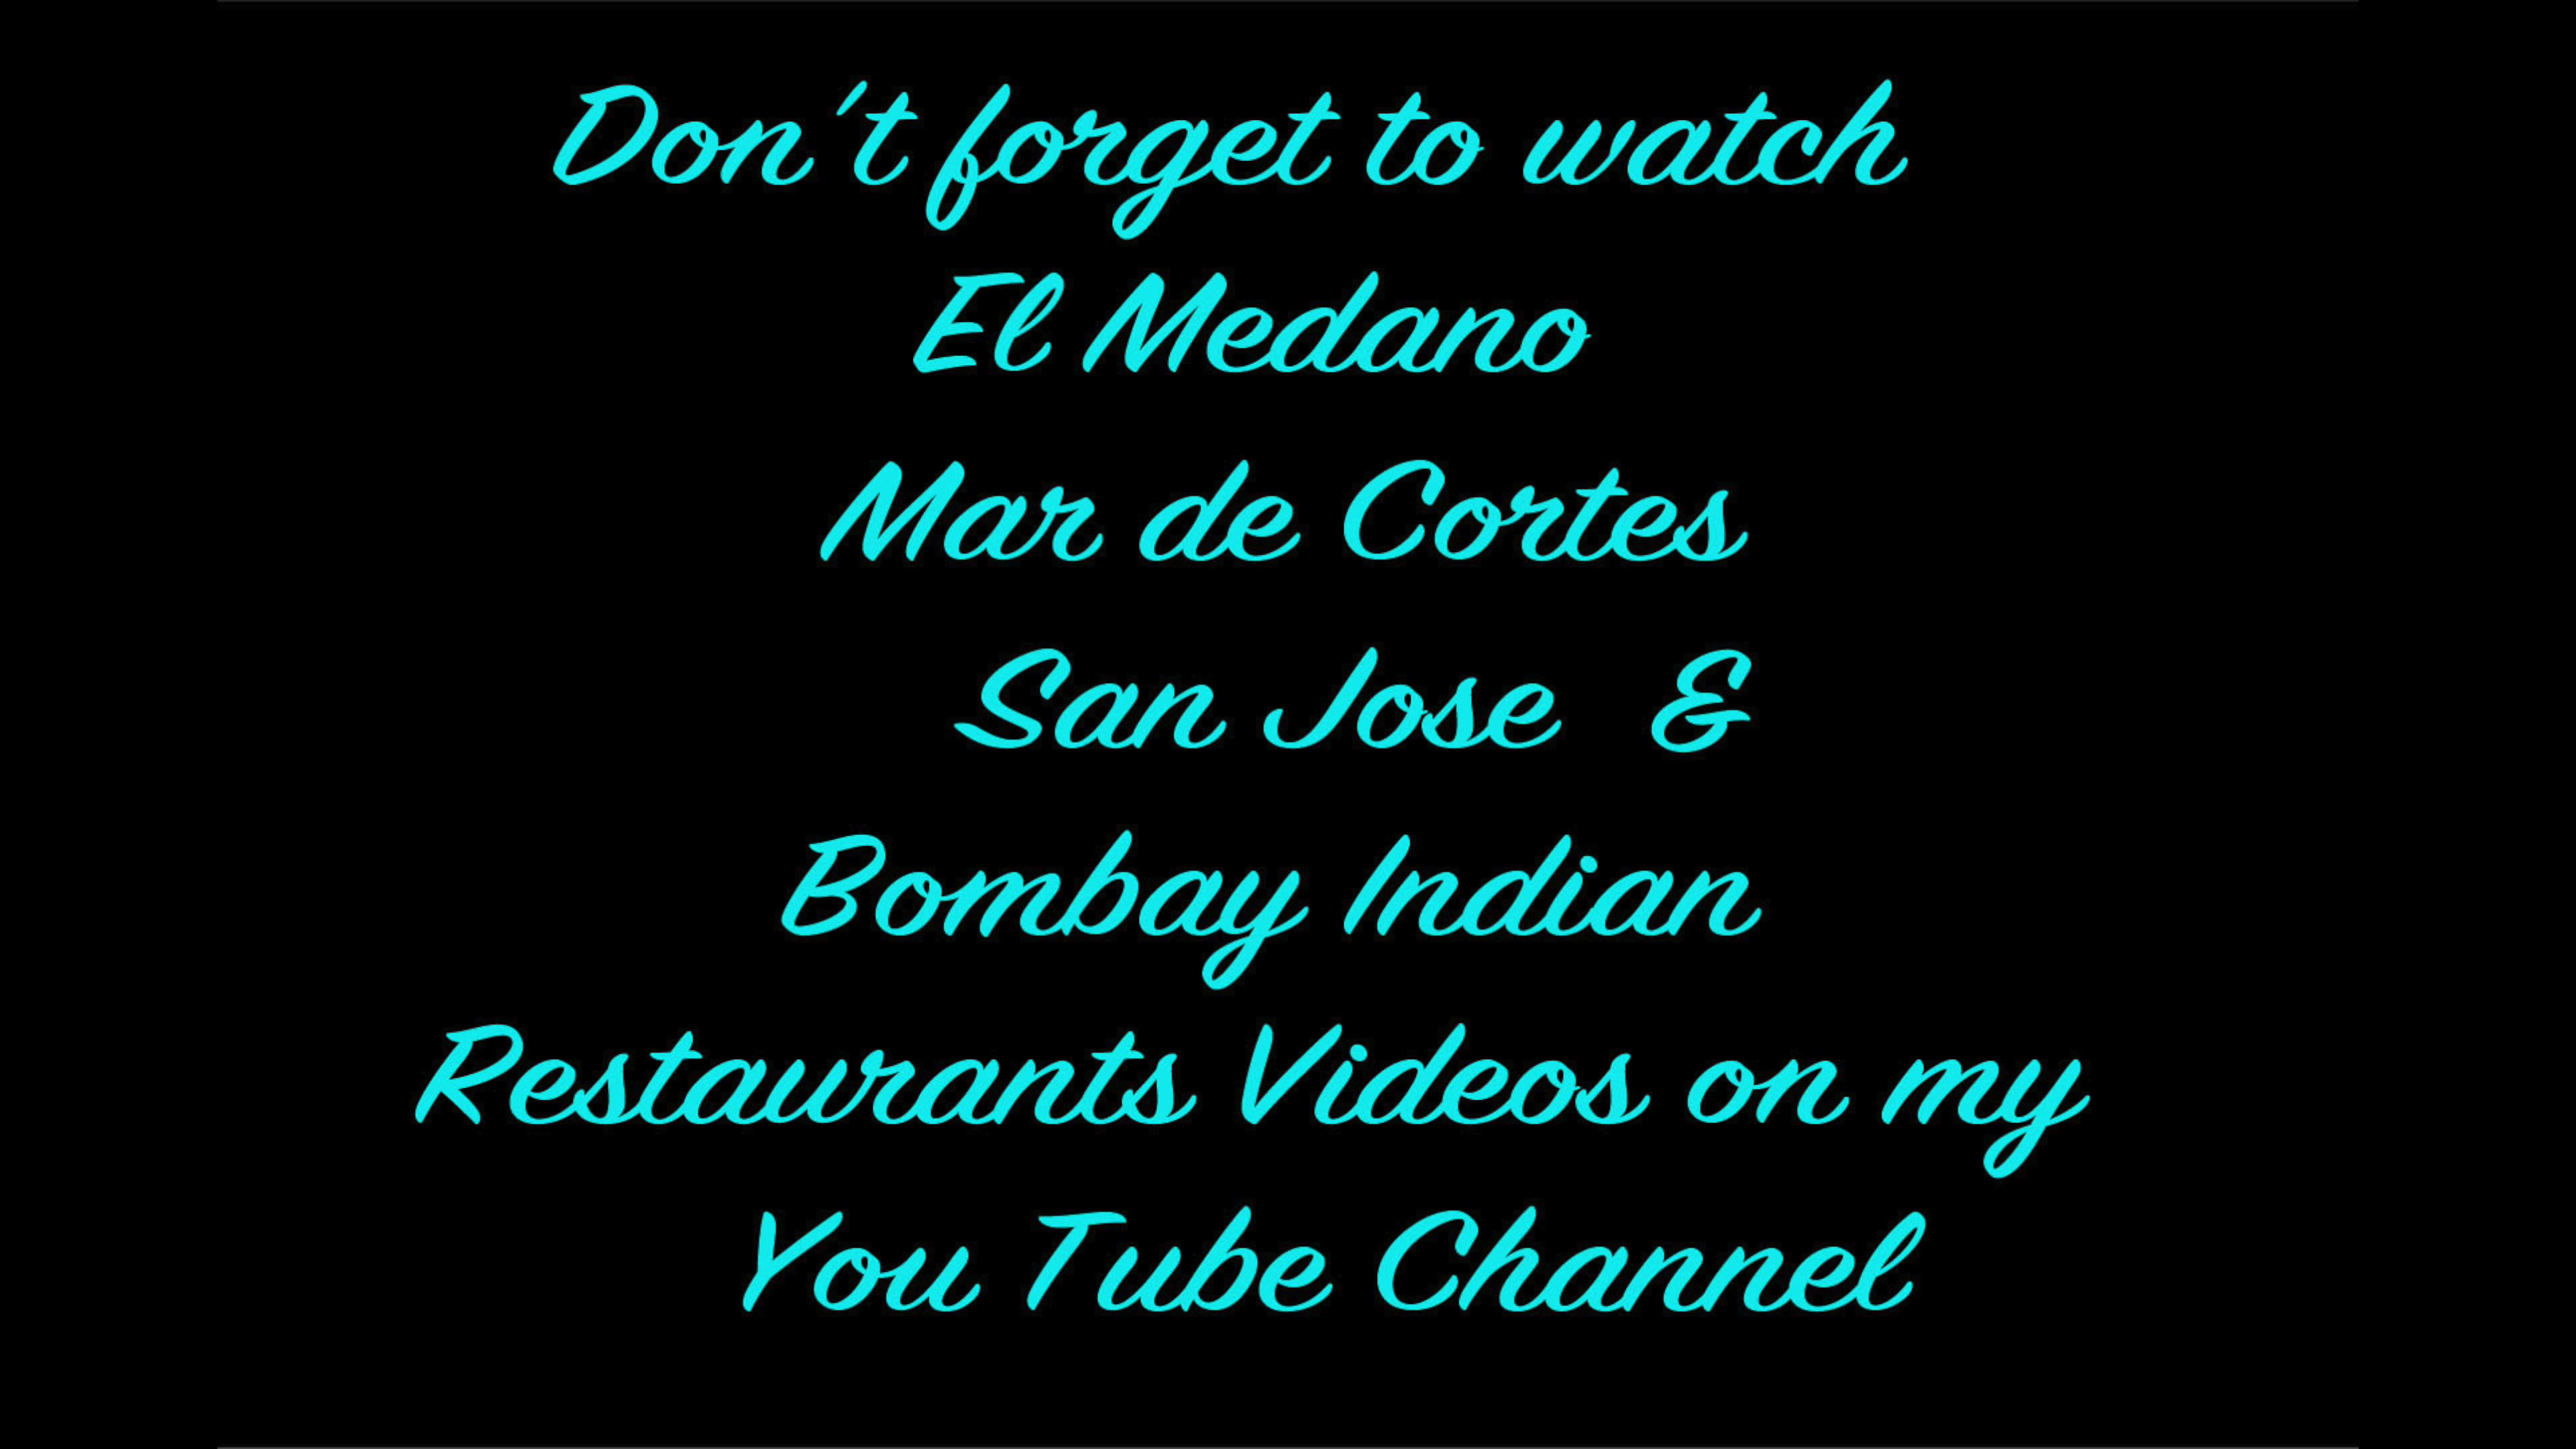 Don't forget to watch
El Medano
Mar de Cortes
San Jose &
Bombay Indian
Restaurants Videos on my
You Tube Channel